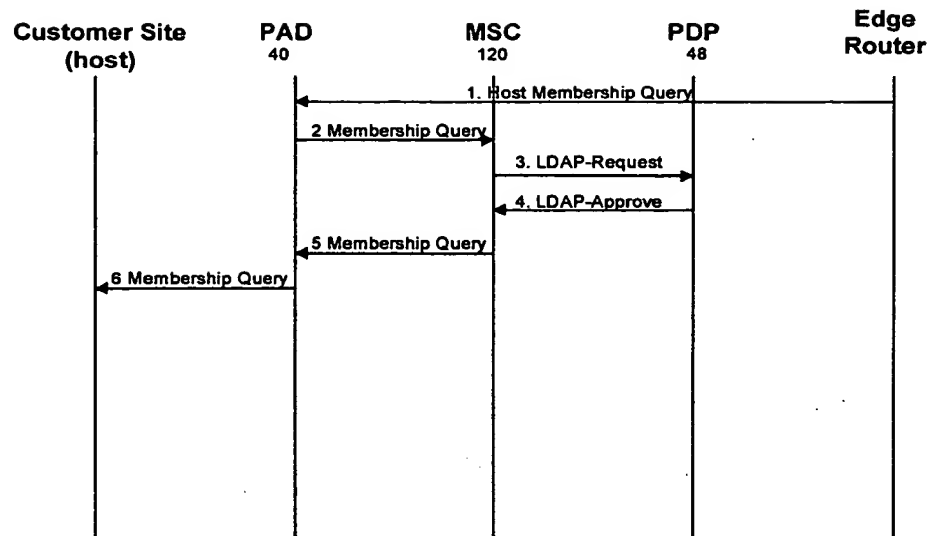 Customer Site
(host)
PAD
40
MSC
120
PDP
48
Edge
Router
1. Host Membership Query
2 Membership Query
3. LDAP-Request
4. LDAP-Approve
5 Membership Query
6 Membership Query